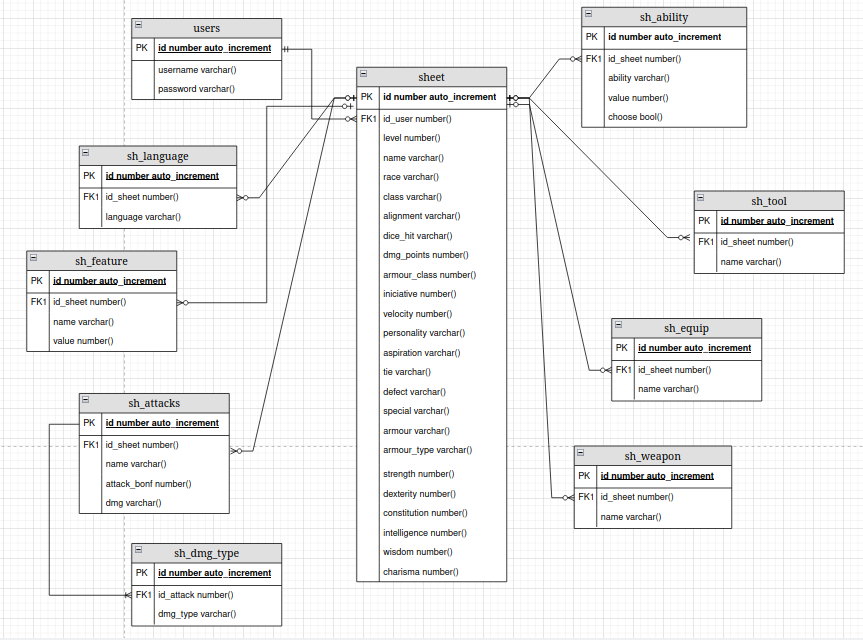 users
PK id number auto_increment
username varchar()
password varchar()
sh_language
PK id number auto_increment
FK1 id_sheet number()
language varchar()
sh_feature
PK id number auto_increment
FK1 id_sheet number()
name varchar()
value number()
sh_attacks
PK id number auto_increment
FK1 id_sheet number()
name varchar()
attack_bonf number()
dmg varchar()
sh_dmg_type
PK id number auto_increment
FK1 id_attack number()
dmg_type varchar()
sheet
PK id number auto_increment
FK1 id_user number()
level number()
name varchar()
race varchar()
class varchar()
alignment varchar()
dice_hit varchar()
dmg_points number()
armour_class number()
iniciative number()
velocity number()
personality varchar()
aspiration varchar()
tie varchar()
defect varchar()
special varchar()
armour varchar()
armour_type varchar()
strength number()
dexterity number()
constitution number()
intelligence number()
wisdom number()
charisma number()
sh_ability
PK id number auto_increment
FK1 id_sheet number()
ability varchar()
value number()
choose bool()
sh_tool
PK id number auto_increment
FK1 id_sheet number()
name varchar()
sh_equip
PK id number auto_increment
FK1 id_sheet number()
name varchar()
sh_weapon
PK id number auto_increment
FK1 id_sheet number()
name varchar()